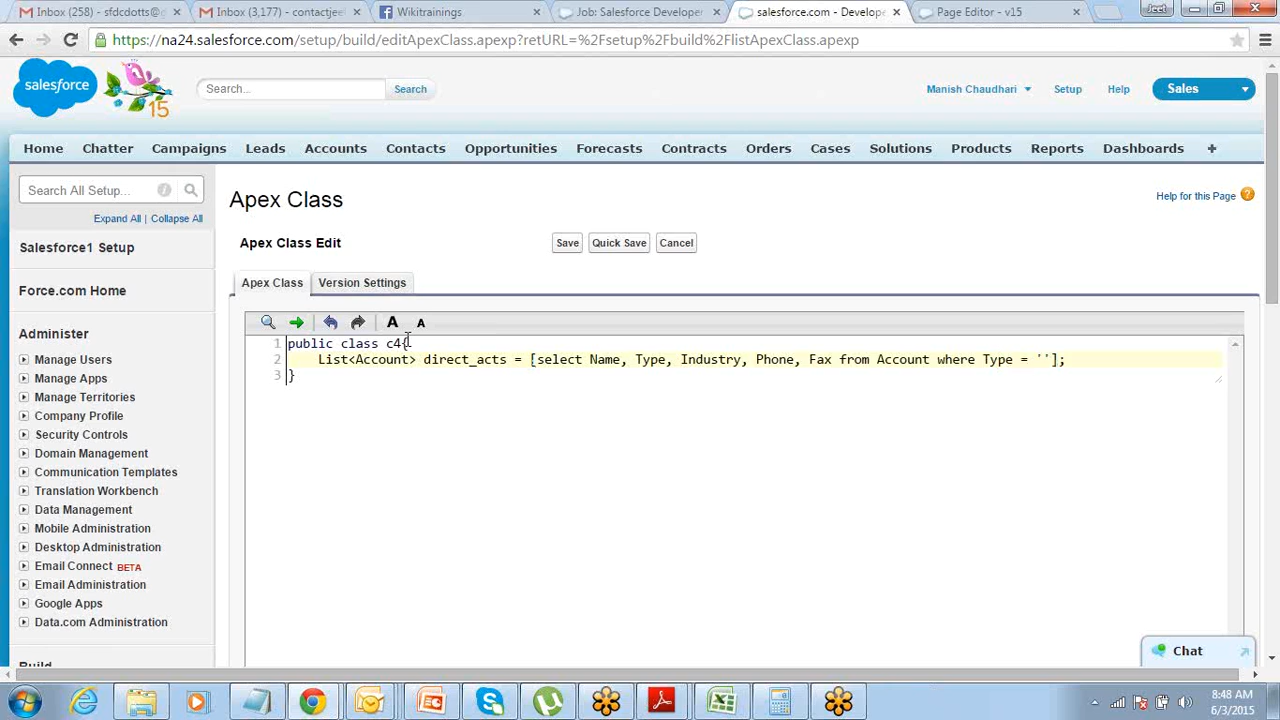 Inbox (258) - sfdcdotts@g
Inbox (3,177) - contactjee
Wikitrainings
Job: Salesforce Developer
salesforce.com - Develope
Page Editor - v15
Jeet
https://na24.salesforce.com/setup/build/editApexClass.apexp?retURL=%2Fsetup%2Fbuild%2FlistApexClass.apexp
salesforce
15
Search...
Search
Manish Chaudhari
Setup
Help
Sales
Home
Chatter
Campaigns
Leads
Accounts
Contacts
Opportunities
Forecasts
Contracts
Orders
Cases
Solutions
Products
Reports
Dashboards
+
Search All Setup...
Expand All | Collapse All
Salesforce1 Setup
Force.com Home
Administer
Manage Users
Manage Apps
Manage Territories
Company Profile
Security Controls
Domain Management
Communication Templates
Translation Workbench
Data Management
Mobile Administration
Desktop Administration
Email Connect BETA
Email Administration
Google Apps
Data.com Administration
Build
Apex Class
Help for this Page ?
Apex Class Edit
Save
Quick Save
Cancel
Apex Class
Version Settings
A
A
1 public class c4{
2 List<Account> direct_acts = [select Name, Type, Industry, Phone, Fax from Account where Type = ''];
3 }
Chat
8:48 AM
6/3/2015